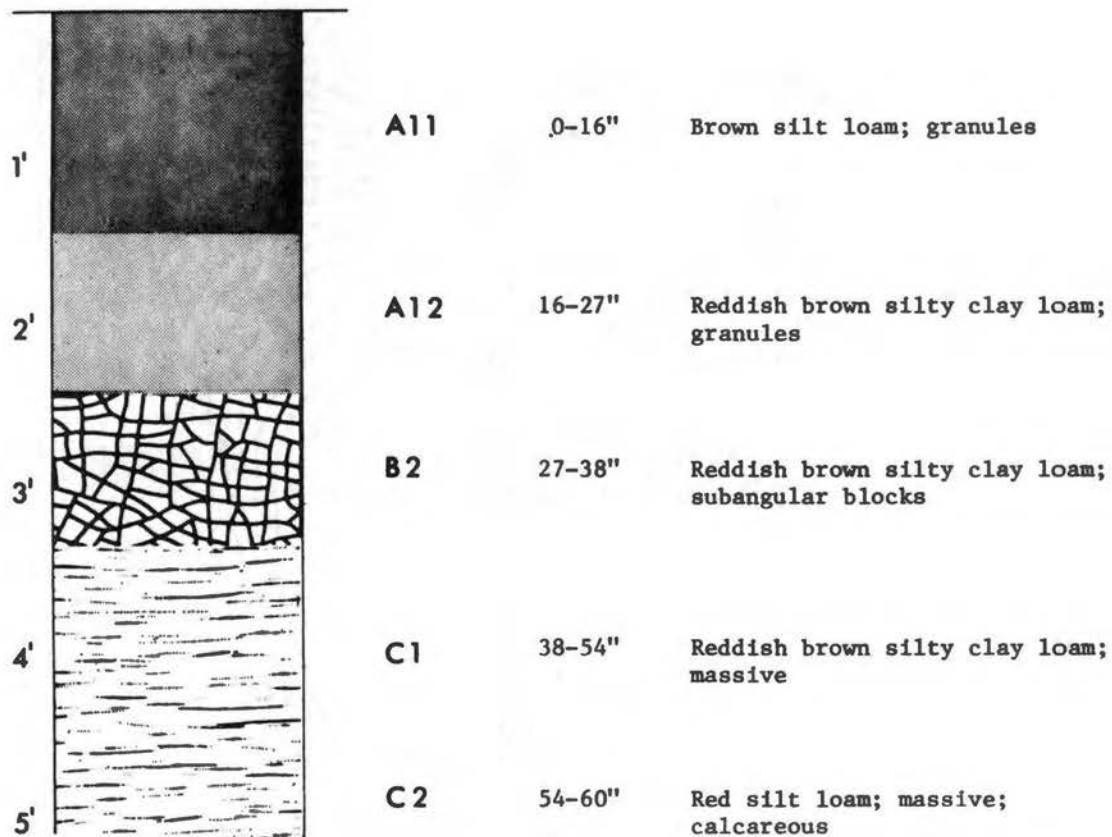 A11 0-16" Brown silt loam; granules
1'
A12 16-27" Reddish brown silty clay loam;
granules
2'
B2 27-38" Reddish brown silty clay loam;
subangular blocks
3'
C1 38-54" Reddish brown silty clay loam;
massive
4'
C2 54-60" Red silt loam; massive;
calcareous
5'